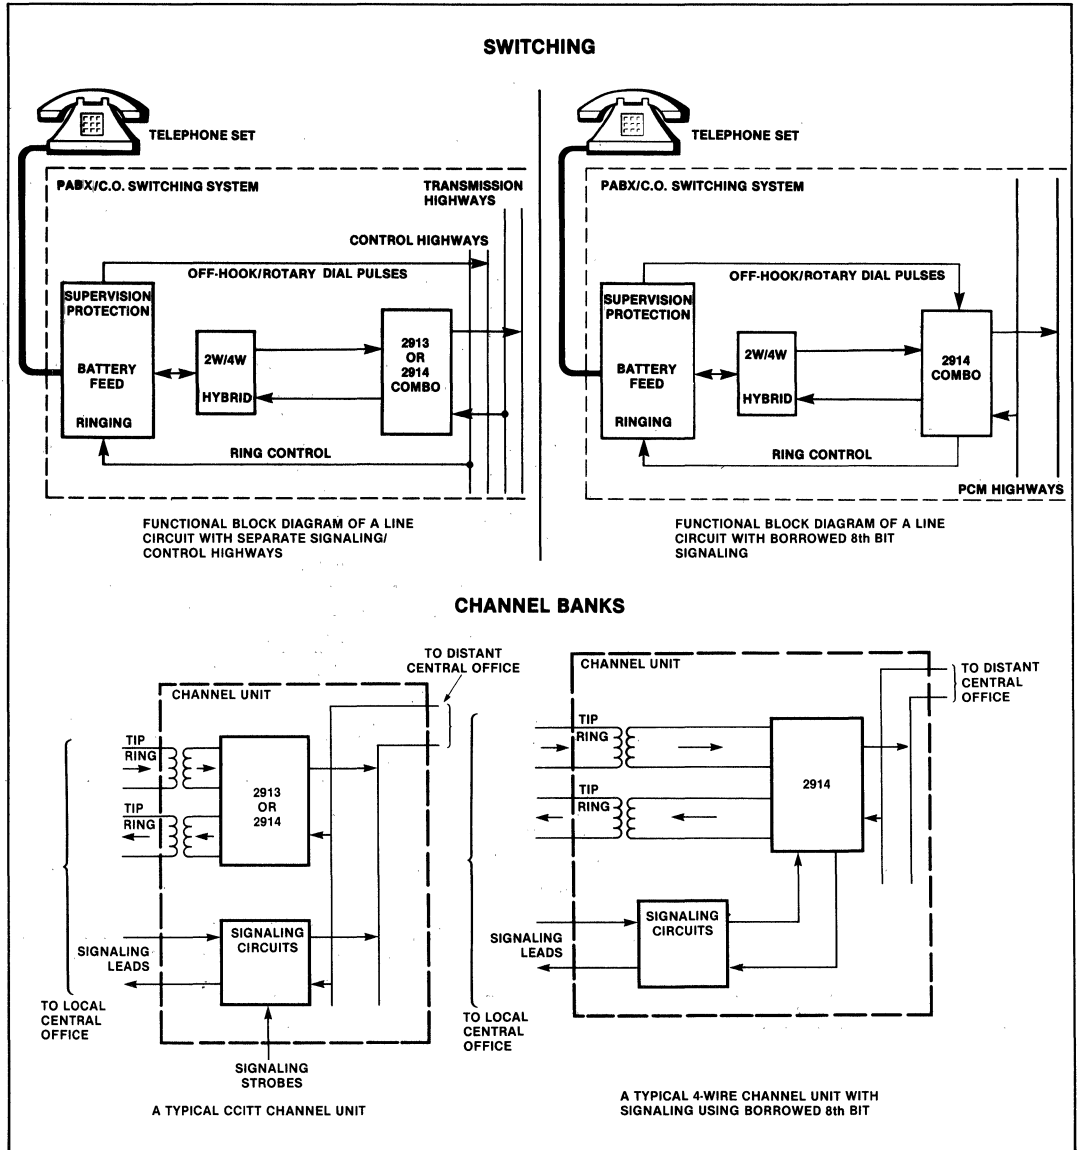 SWITCHING
TELEPHONE SET
PABX/C.O. SWITCHING SYSTEM
TRANSMISSION
HIGHWAYS
CONTROL HIGHWAYS
OFF-HOOK/ROTARY DIAL PULSES
SUPERVISION
PROTECTION
BATTERY
FEED
RINGING
2W/4W
HYBRID
2913
OR
2914
COMBO
RING CONTROL
FUNCTIONAL BLOCK DIAGRAM OF A LINE
CIRCUIT WITH SEPARATE SIGNALING/
CONTROL HIGHWAYS
TELEPHONE SET
PABX/C.O. SWITCHING SYSTEM
OFF-HOOK/ROTARY DIAL PULSES
SUPERVISION
PROTECTION
BATTERY
FEED
RINGING
2W/4W
HYBRID
2914
COMBO
RING CONTROL
PCM HIGHWAYS
FUNCTIONAL BLOCK DIAGRAM OF A LINE
CIRCUIT WITH BORROWED 8th BIT
SIGNALING
CHANNEL BANKS
TO DISTANT
CENTRAL OFFICE
CHANNEL UNIT
TIP
RING
TIP
RING
2913
OR
2914
SIGNALING
CIRCUITS
SIGNALING
LEADS
TO LOCAL
CENTRAL
OFFICE
SIGNALING
STROBES
A TYPICAL CCITT CHANNEL UNIT
CHANNEL UNIT
TO DISTANT
CENTRAL
OFFICE
TIP
RING
TIP
RING
2914
SIGNALING
CIRCUITS
SIGNALING
LEADS
TO LOCAL
CENTRAL
OFFICE
A TYPICAL 4-WIRE CHANNEL UNIT WITH
SIGNALING USING BORROWED 8th BIT